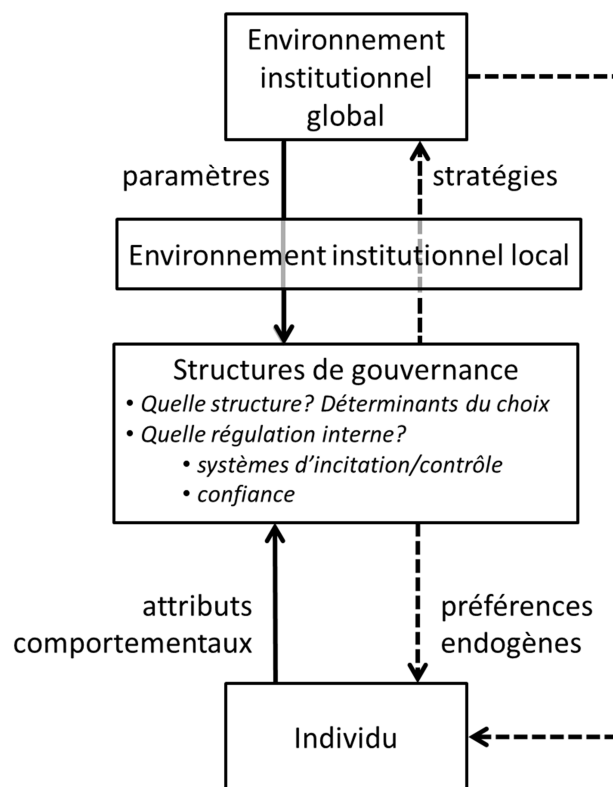 Environnement
institutionnel
global
paramètres
stratégies
Environnement institutionnel local
Structures de gouvernance
• Quelle structure? Déterminants du choix
• Quelle régulation interne?
• systèmes d'incitation/contrôle
• confiance
attributs
comportementaux
préférences
endogènes
Individu